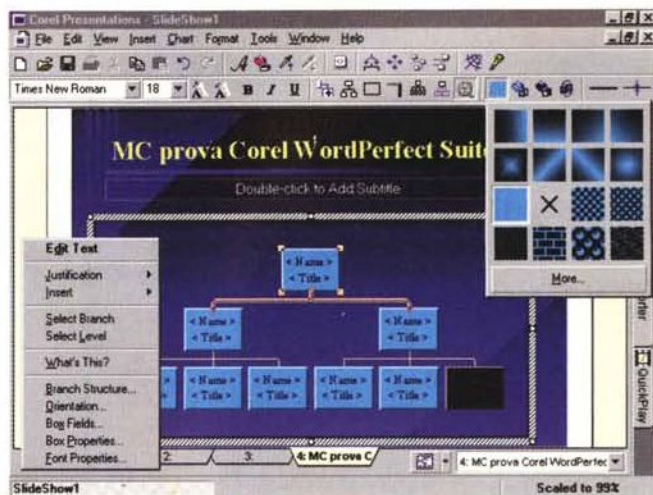 Corel Presentations - SlideShow1
File Edit View Insert Chart Format Tools Window Help
Times New Roman 18 B I U
MC prova Corel WordPerfect Suite
Double-click to Add Subtitle
More...
< Name >
< Title >
Edit Text
Justification
Insert
Select Branch
Select Level
What's This?
Branch Structure...
Orientation...
Box Fields...
Box Properties...
Font Properties...
< Name > < Name >
< Title > < Title >
< Name > < Name > < Name > < Name >
< Title > < Title > < Title > < Title >
QuickPlay
2: 3: 4: MC prova C 4: MC prova Corel WordPerfec
SlideShow1 Scaled to 99%